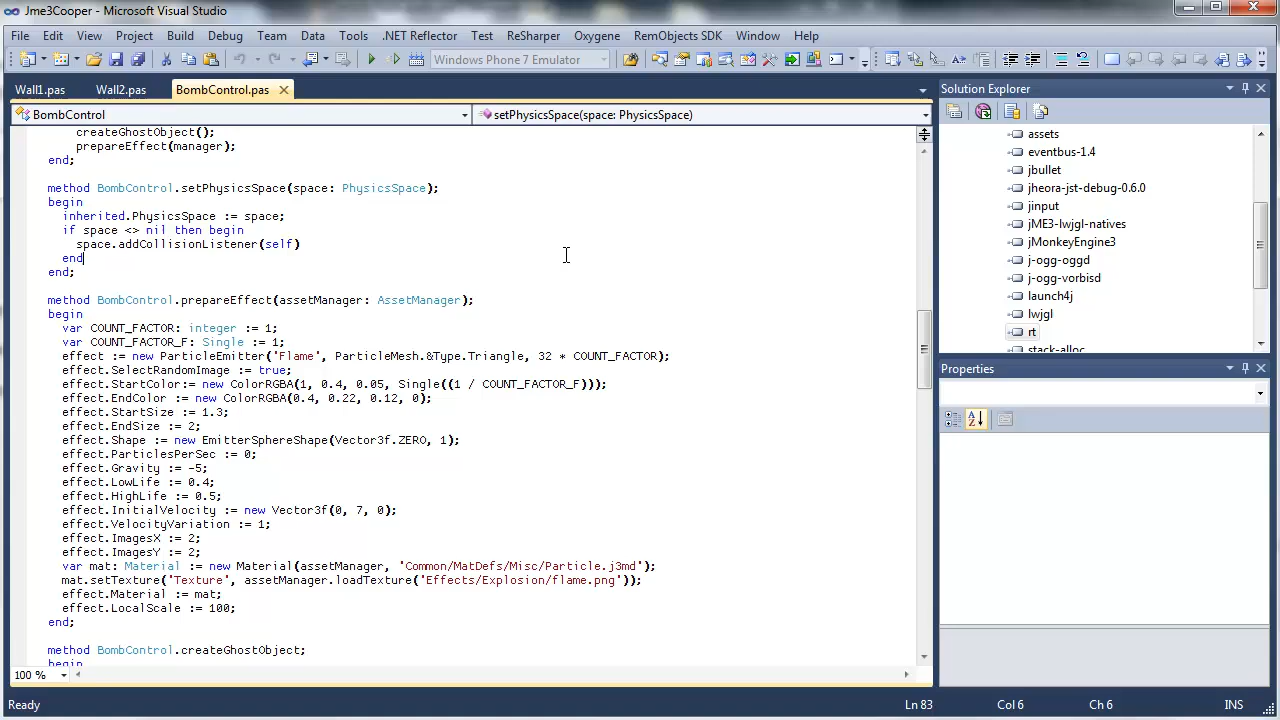 Jme3Cooper - Microsoft Visual Studio
File Edit View Project Build Debug Team Data Tools .NET Reflector Test ReSharper Oxygene RemObjects SDK Window Help
Windows Phone 7 Emulator
Wall1.pas Wall2.pas BombControl.pas
BombControl
setPhysicsSpace(space: PhysicsSpace)
createGhostObject();
prepareEffect(manager);
end;
method BombControl.setPhysicsSpace(space: PhysicsSpace);
begin
inherited.PhysicsSpace := space;
if space <> nil then begin
space.addCollisionListener(self)
end
end;
method BombControl.prepareEffect(assetManager: AssetManager);
begin
var COUNT_FACTOR: integer := 1;
var COUNT_FACTOR_F: Single := 1;
effect := new ParticleEmitter('Flame', ParticleMesh.&Type.Triangle, 32 * COUNT_FACTOR);
effect.SelectRandomImage := true;
effect.StartColor:= new ColorRGBA(1, 0.4, 0.05, Single((1 / COUNT_FACTOR_F)));
effect.EndColor := new ColorRGBA(0.4, 0.22, 0.12, 0);
effect.StartSize := 1.3;
effect.EndSize := 2;
effect.Shape := new EmitterSphereShape(Vector3f.ZERO, 1);
effect.ParticlesPerSec := 0;
effect.Gravity := -5;
effect.LowLife := 0.4;
effect.HighLife := 0.5;
effect.InitialVelocity := new Vector3f(0, 7, 0);
effect.VelocityVariation := 1;
effect.ImagesX := 2;
effect.ImagesY := 2;
var mat: Material := new Material(assetManager, 'Common/MatDefs/Misc/Particle.j3md');
mat.setTexture('Texture', assetManager.loadTexture('Effects/Explosion/flame.png'));
effect.Material := mat;
effect.LocalScale := 100;
end;
method BombControl.createGhostObject;
begin
100 %
Solution Explorer
assets
eventbus-1.4
jbullet
jheora-jst-debug-0.6.0
jinput
jME3-lwjgl-natives
jMonkeyEngine3
j-ogg-oggd
j-ogg-vorbisd
launch4j
lwjgl
rt
stack-alloc
Properties
Ready
Ln 83 Col 6 Ch 6 INS